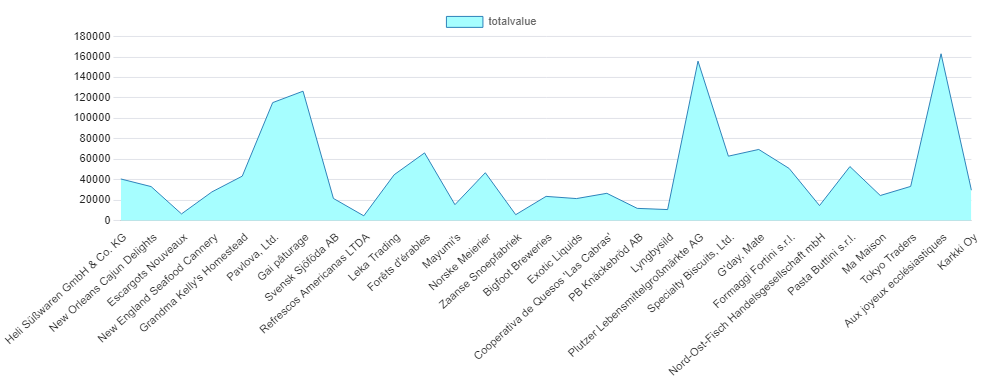 totalvalue
180000
160000
140000
120000
100000
80000
60000
40000
20000
0
Heli Süßwaren GmbH & Co. KG
New Orleans Cajun Delights
Escargots Nouveaux
New England Seafood Cannery
Grandma Kelly's Homestead
Pavlova, Ltd.
Gai pâturage
Svensk Sjöföda AB
Refrescos Americanas LTDA
Leka Trading
Forêts d'érables
Mayumi's
Norske Meierier
Zaanse Snoepfabriek
Bigfoot Breweries
Exotic Liquids
Cooperativa de Quesos 'Las Cabras'
PB Knäckebröd AB
Lyngbysild
Plutzer Lebensmittelgroßmärkte AG
Specialty Biscuits, Ltd.
G'day, Mate
Formaggi Fortini s.r.l.
Nord-Ost-Fisch Handelsgesellschaft mbH
Pasta Buttini s.r.l.
Ma Maison
Tokyo Traders
Aux joyeux ecclésiastiques
Karkki Oy